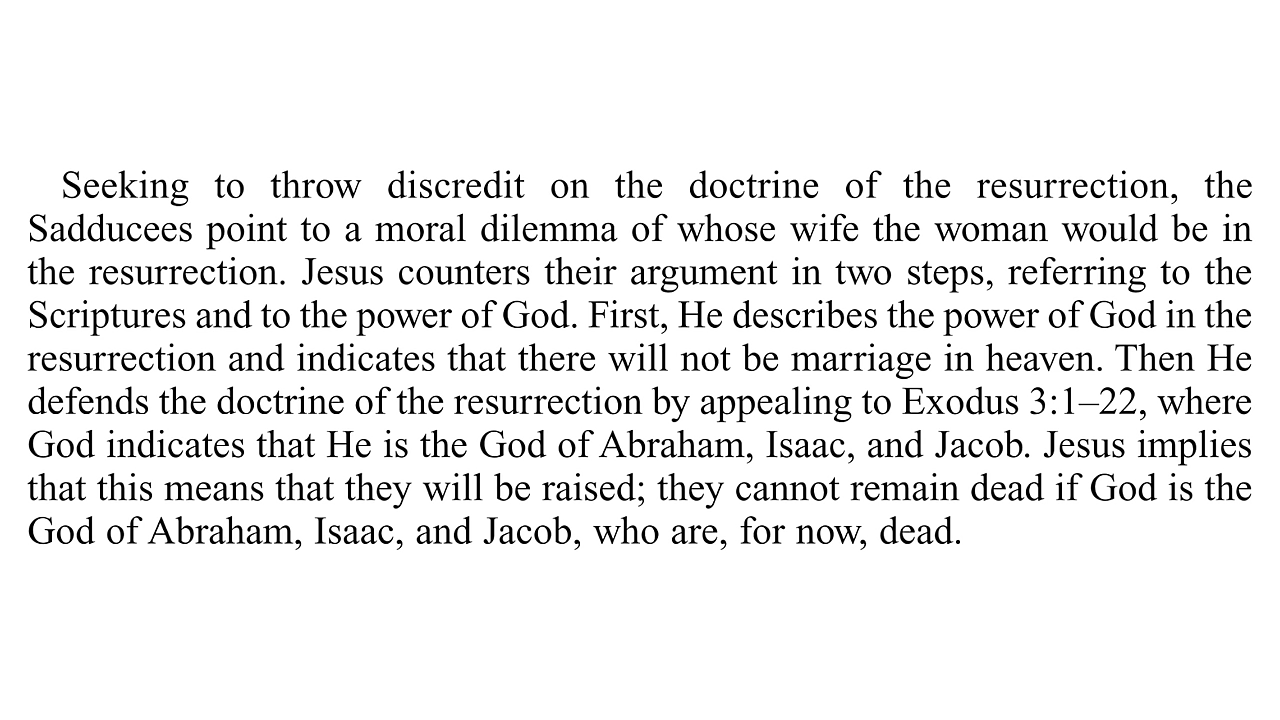 Seeking to throw discredit on the doctrine of the resurrection, the
Sadducees point to a moral dilemma of whose wife the woman would be in
the resurrection. Jesus counters their argument in two steps, referring to the
Scriptures and to the power of God. First, He describes the power of God in the
resurrection and indicates that there will not be marriage in heaven. Then He
defends the doctrine of the resurrection by appealing to Exodus 3:1–22, where
God indicates that He is the God of Abraham, Isaac, and Jacob. Jesus implies
that this means that they will be raised; they cannot remain dead if God is the
God of Abraham, Isaac, and Jacob, who are, for now, dead.